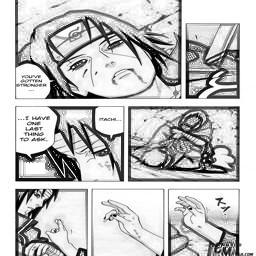 YOU'VE
GOTTEN
STRONGER
...
...I HAVE
ONE
LAST
THING
TO ASK.
ITACHI...